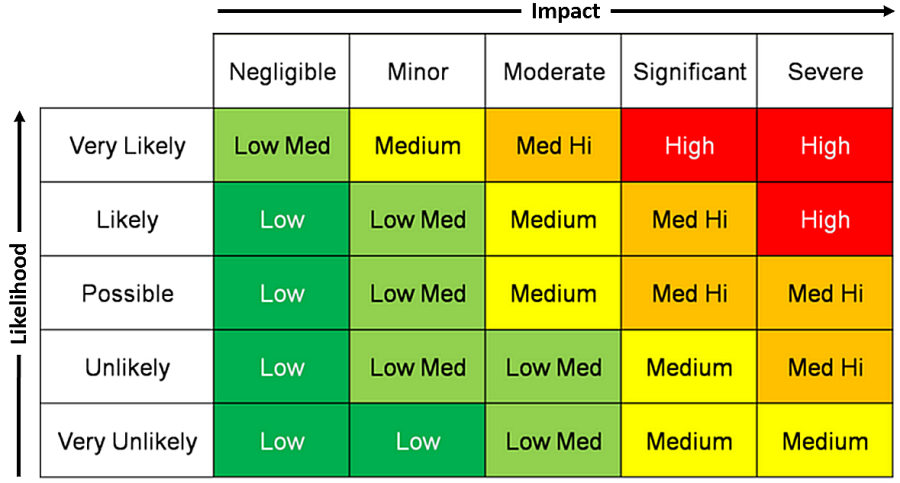 Impact
Negligible Minor Moderate Significant Severe
Very Likely Low Med Medium Med Hi High High
Likely Low Low Med Medium Med Hi High
Possible Low Low Med Medium Med Hi Med Hi
Unlikely Low Low Med Low Med Medium Med Hi
Very Unlikely Low Low Low Med Medium Medium
Likelihood